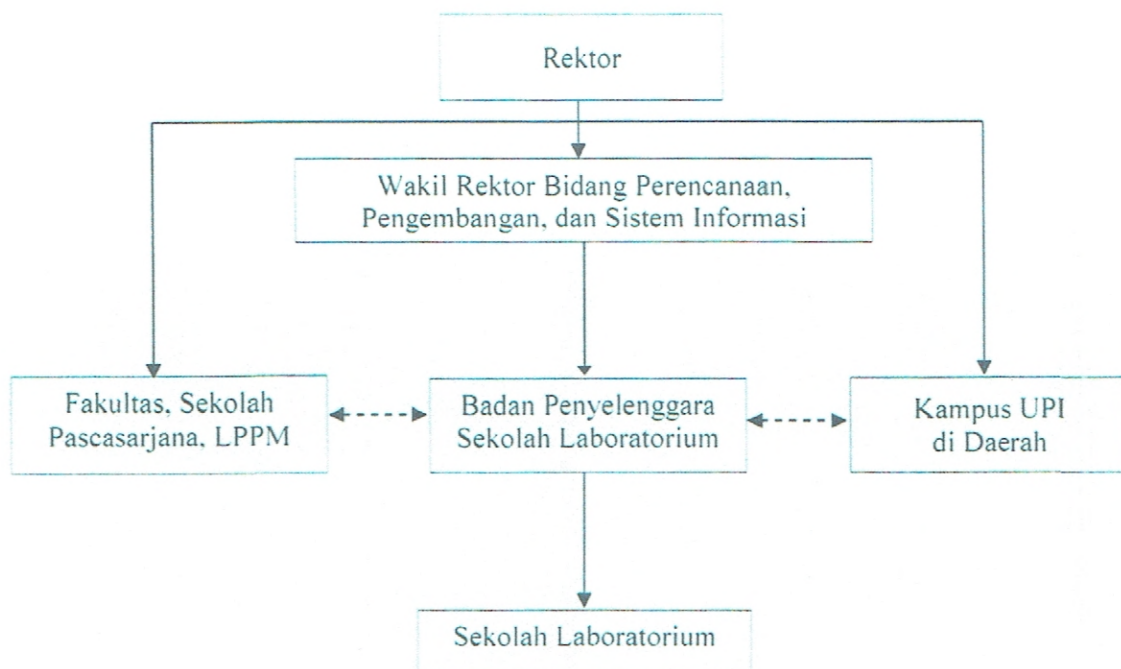 Rektor
Wakil Rektor Bidang Perencanaan,
Pengembangan, dan Sistem Informasi
Fakultas, Sekolah
Pascasarjana, LPPM
Badan Penyelenggara
Sekolah Laboratorium
Kampus UPI
di Daerah
Sekolah Laboratorium